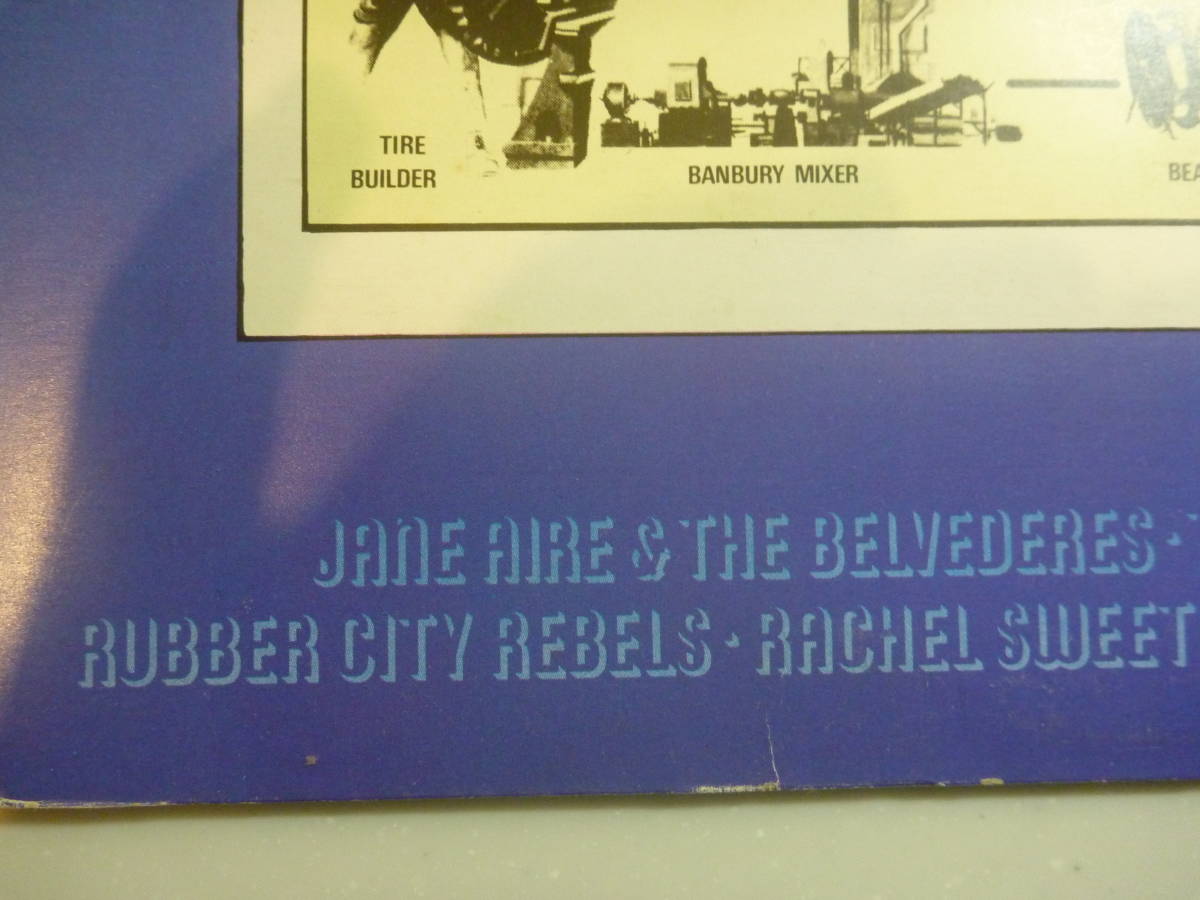 TIRE
BUILDER
BANBURY MIXER
JANE AIRE & THE BELVEDERES ·
RUBBER CITY REBELS · RACHEL SWEET